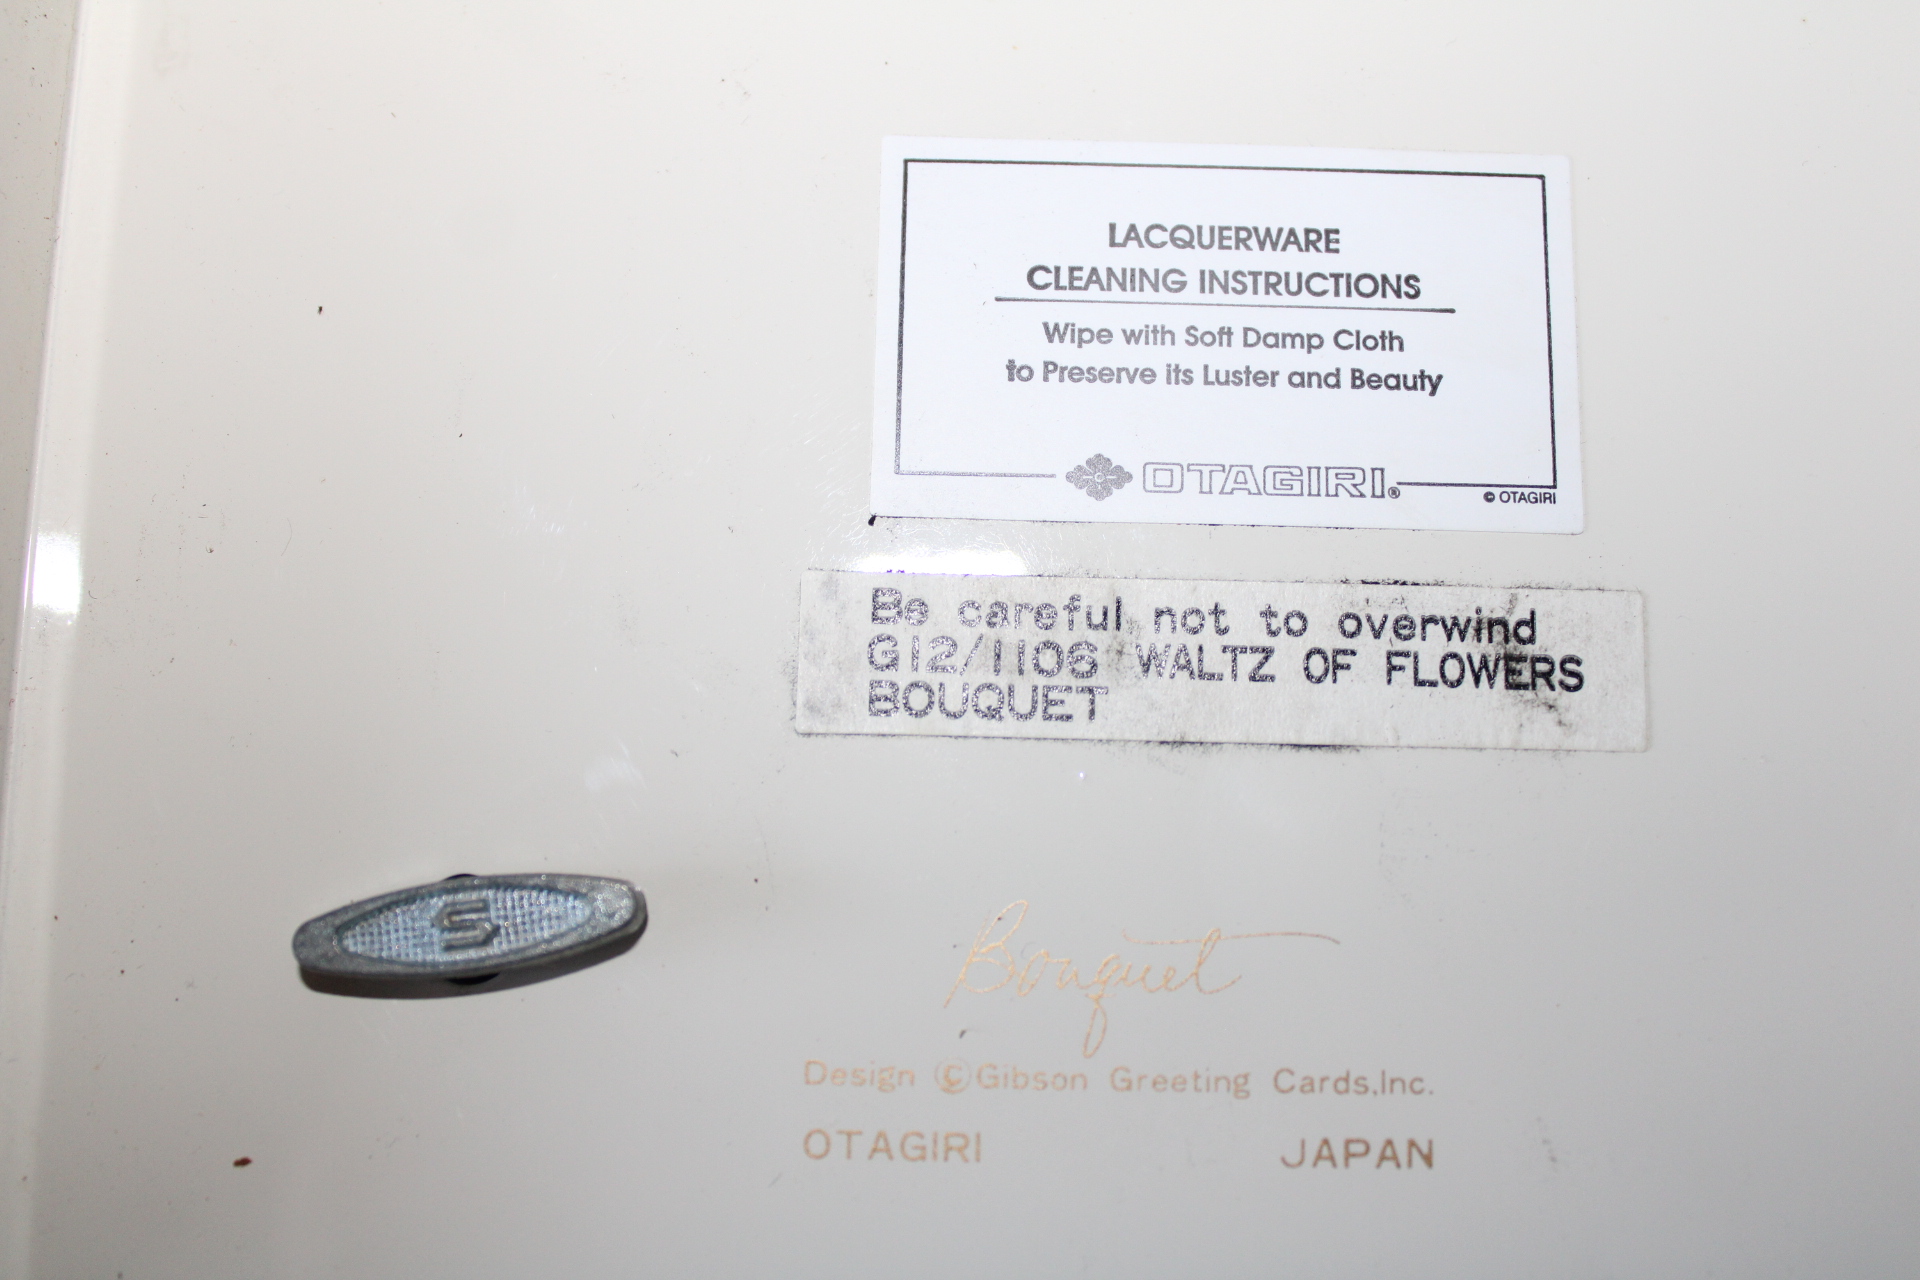 LACQUERWARE
CLEANING INSTRUCTIONS
Wipe with Soft Damp Cloth
to Preserve its Luster and Beauty
OTAGIRI®
© OTAGIRI
Be careful not to overwind
G12/1106 WALTZ OF FLOWERS
BOUQUET
S
Bouquet
Design ©Gibson Greeting Cards,Inc.
OTAGIRI JAPAN